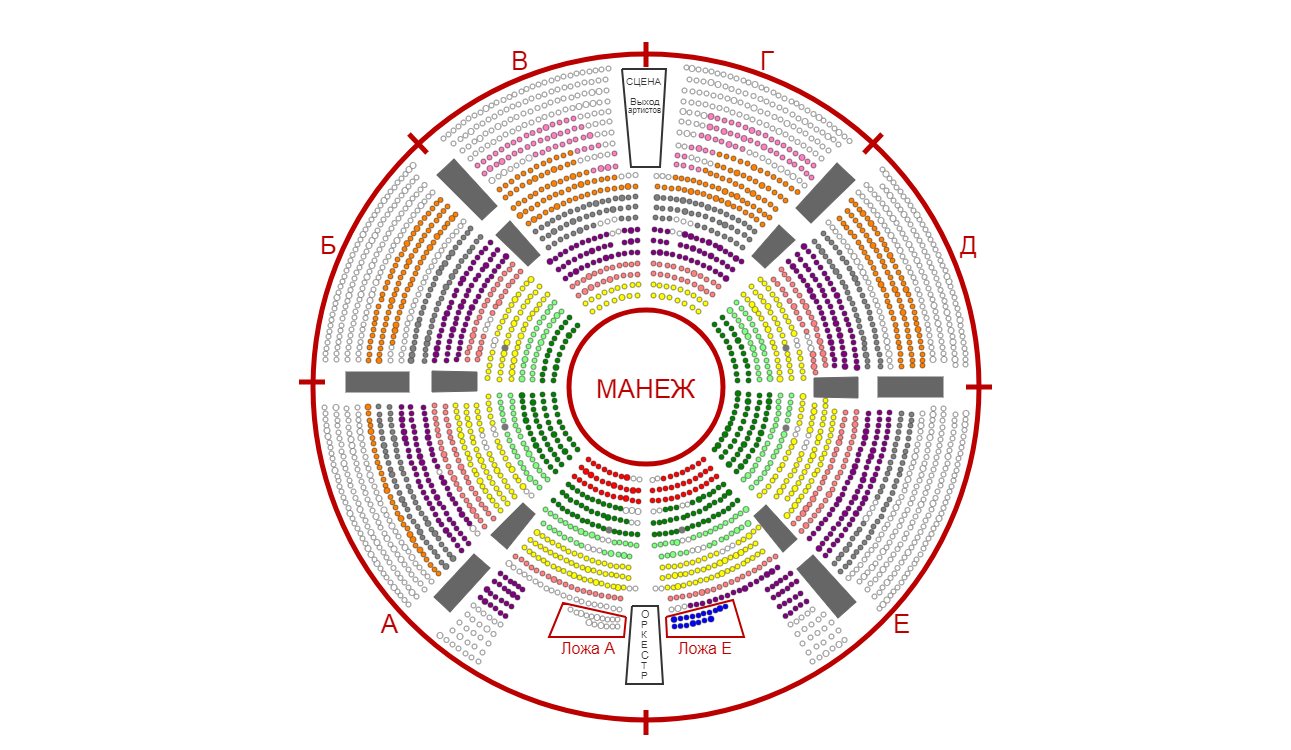 В
Г
СЦЕНА
Выход
артистов
Б
Д
МАНЕЖ
А
Е
О
Р
К
Е
С
Т
Р
Ложа А
Ложа Е